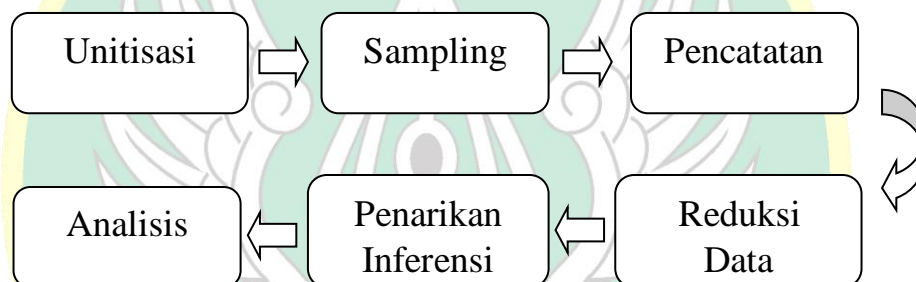 Unitisasi
Sampling
Pencatatan
Reduksi
Data
Penarikan
Inferensi
Analisis